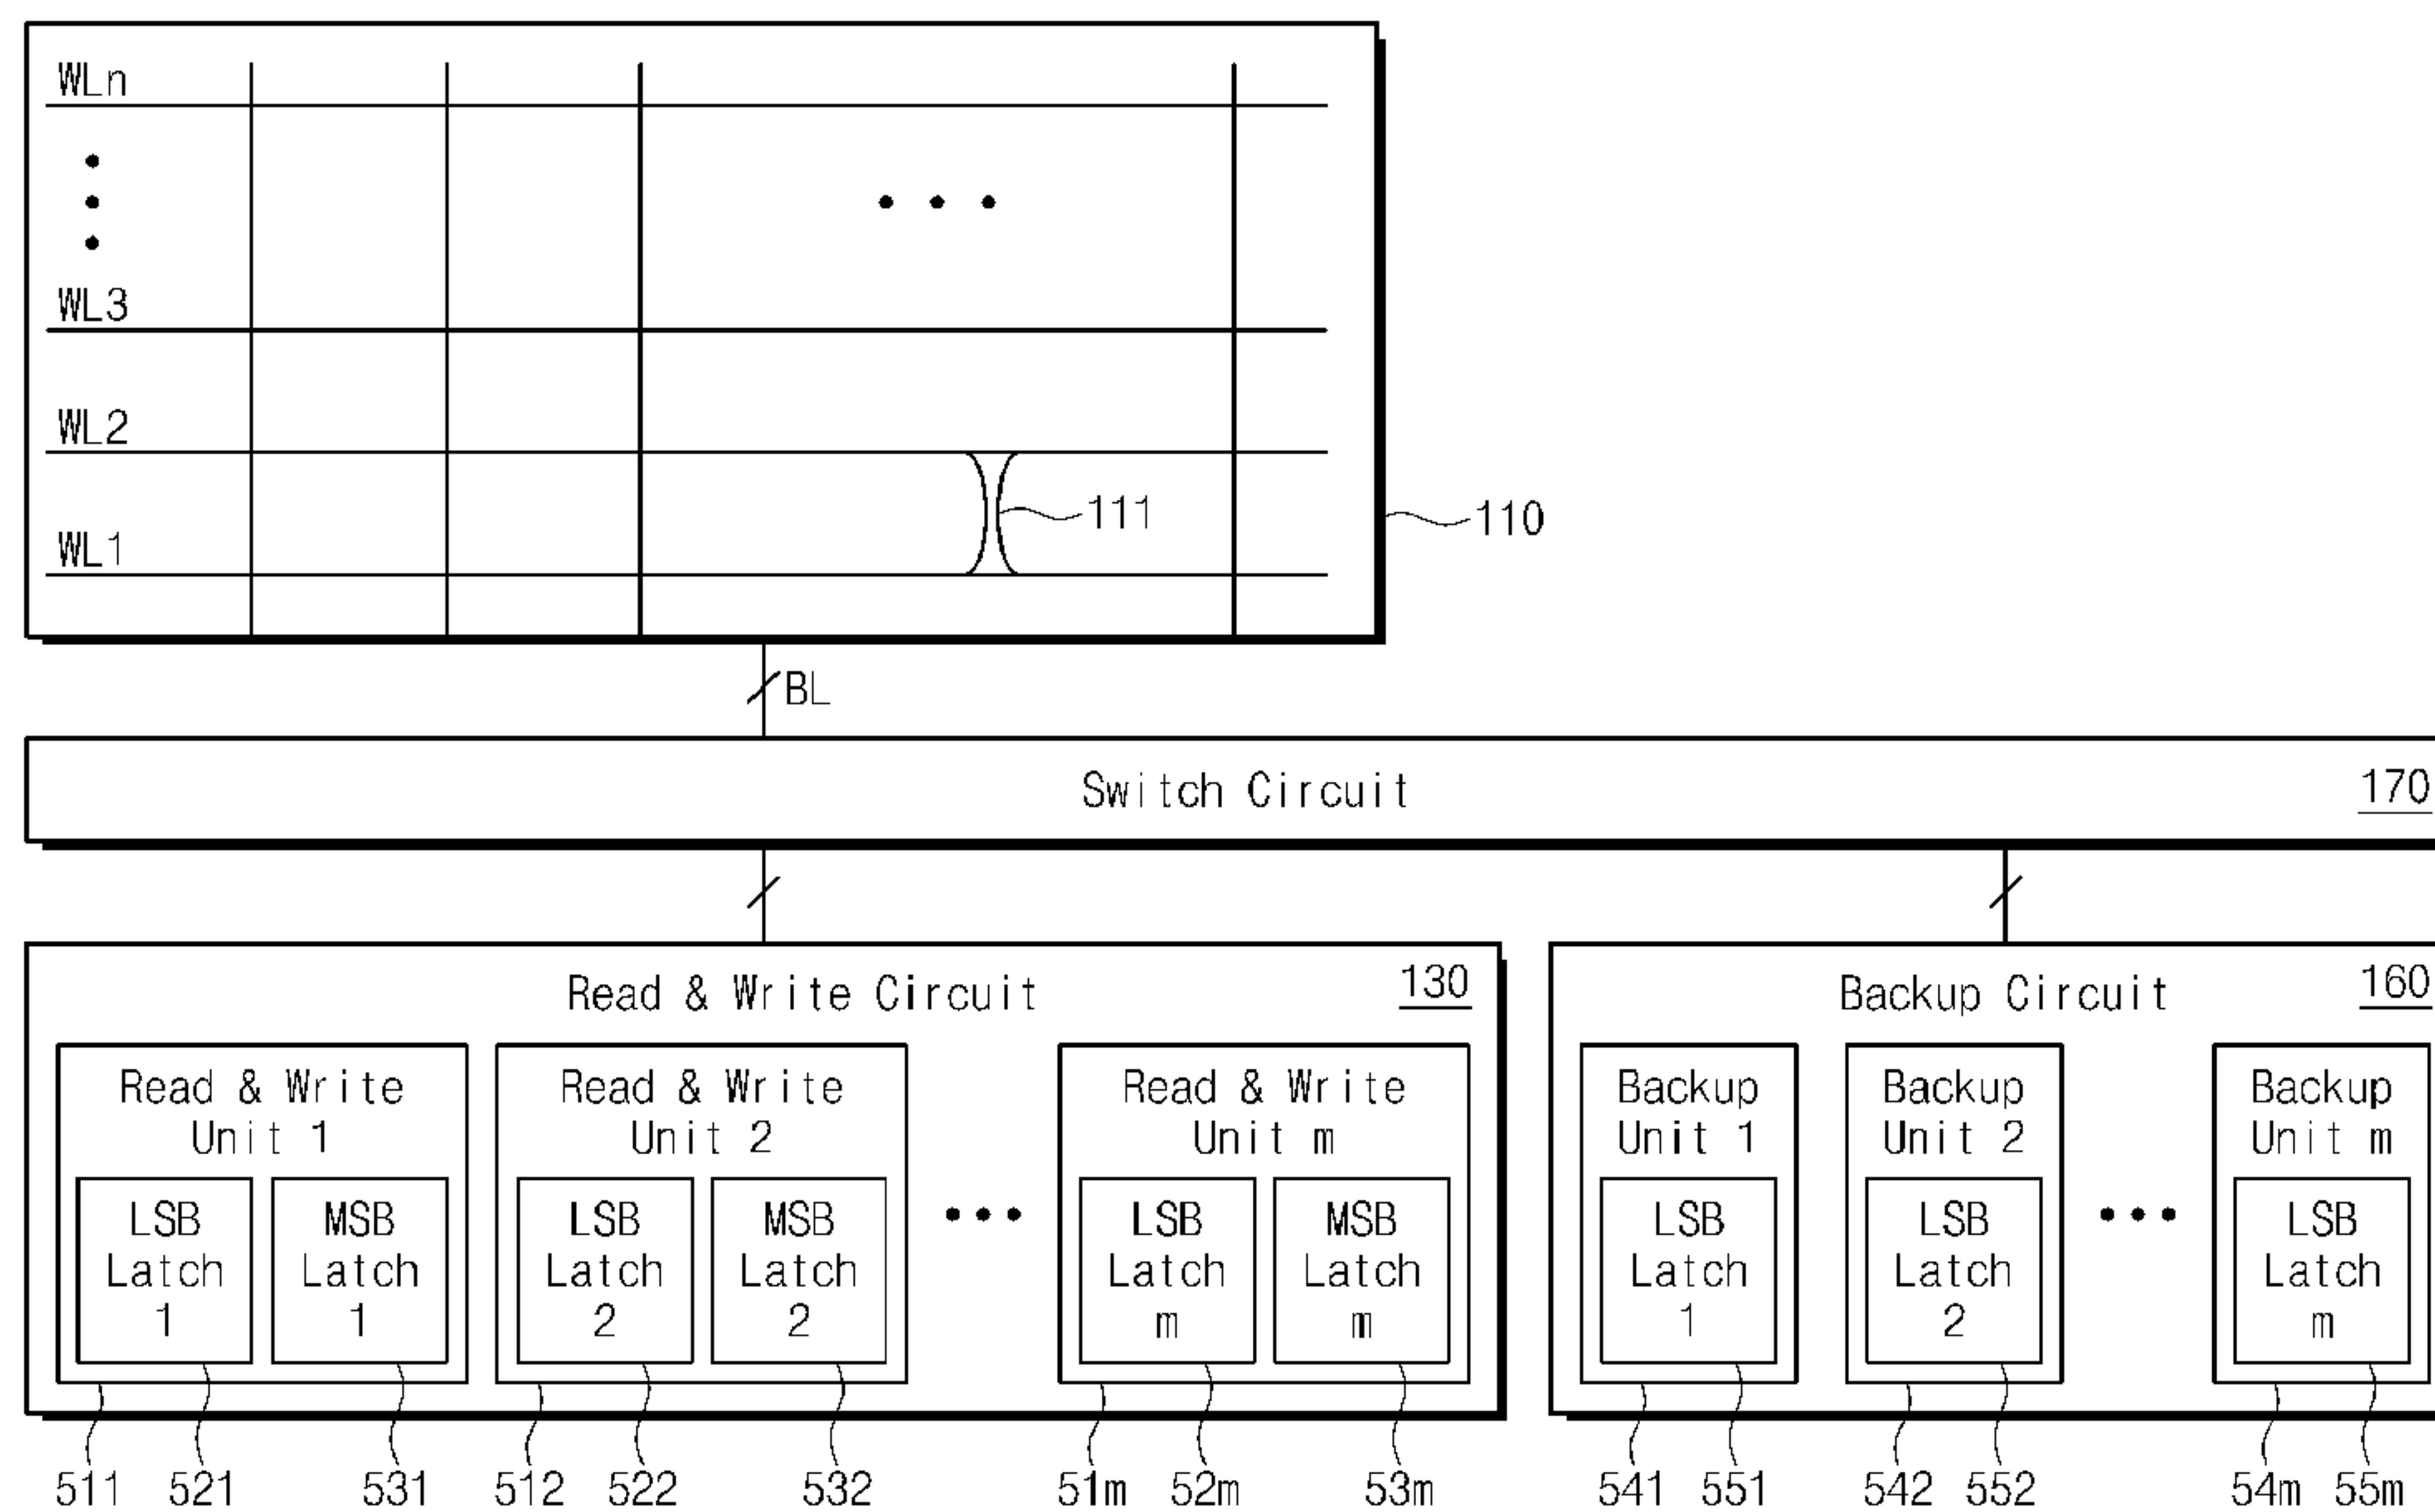 WLn
WL3
WL2
WL1
111
110
BL
Switch Circuit
170
Read & Write Circuit
130
Backup Circuit
160
Read & Write
Unit 1
Read & Write
Unit 2
Read & Write
Unit m
Backup
Unit 1
Backup
Unit 2
Backup
Unit m
LSB
Latch
1
MSB
Latch
1
LSB
Latch
2
MSB
Latch
2
LSB
Latch
m
MSB
Latch
m
LSB
Latch
1
LSB
Latch
2
LSB
Latch
m
511 521 531 512 522 532 51m 52m 53m 541 551 542 552 54m 55m